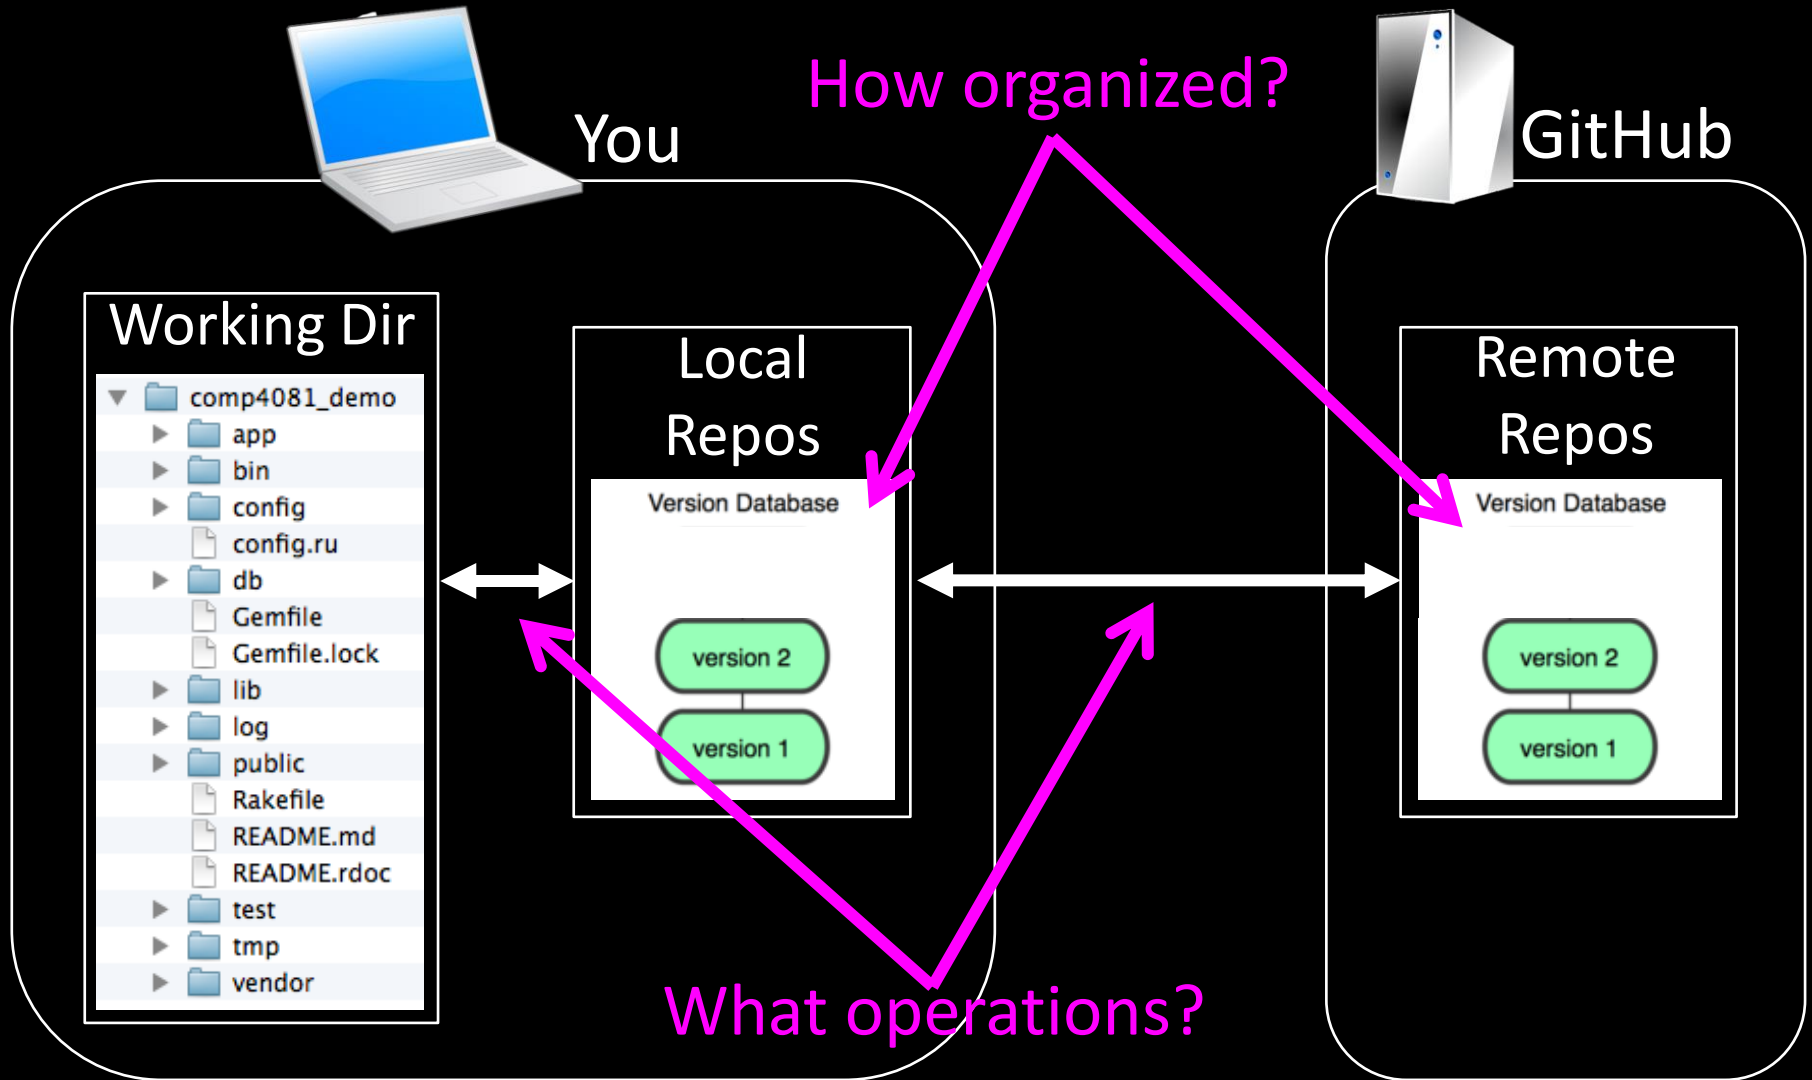 How organized?
You
GitHub
Working Dir
comp4081_demo
app
bin
config
config.ru
db
Gemfile
Gemfile.lock
lib
log
public
Rakefile
README.md
README.rdoc
test
tmp
vendor
Local
Repos
Version Database
version 2
version 1
Remote
Repos
Version Database
version 2
version 1
What operations?